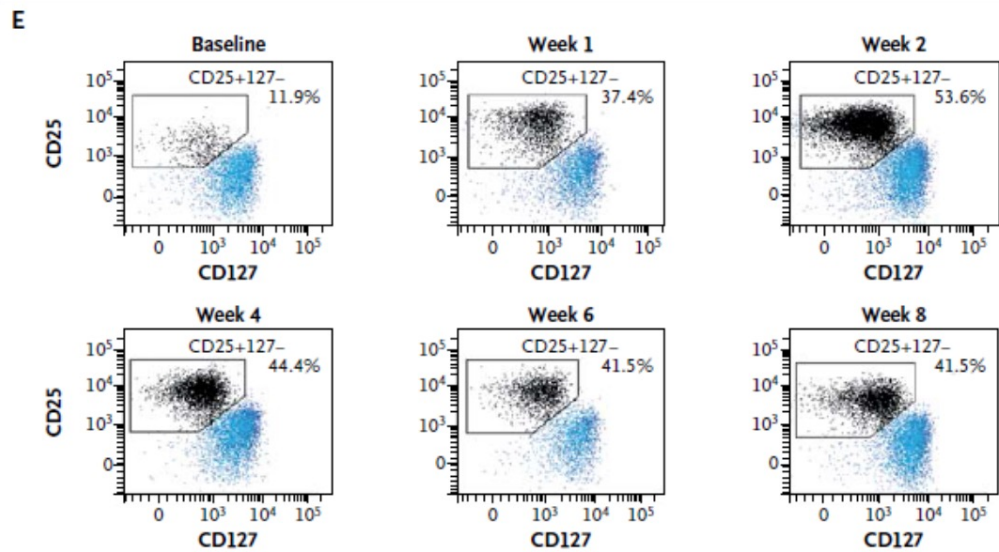 E
Baseline
CD25+127–
11.9%
10⁵
10⁴
10³
0
CD25
0 10³ 10⁴ 10⁵
CD127
Week 1
CD25+127–
37.4%
10⁵
10⁴
10³
0
0 10³ 10⁴ 10⁵
CD127
Week 2
CD25+127–
53.6%
10⁵
10⁴
10³
0
0 10³ 10⁴ 10⁵
CD127
Week 4
CD25+127–
44.4%
10⁵
10⁴
10³
0
CD25
0 10³ 10⁴ 10⁵
CD127
Week 6
CD25+127–
41.5%
10⁵
10⁴
10³
0
0 10³ 10⁴ 10⁵
CD127
Week 8
CD25+127–
41.5%
10⁵
10⁴
10³
0
0 10³ 10⁴ 10⁵
CD127